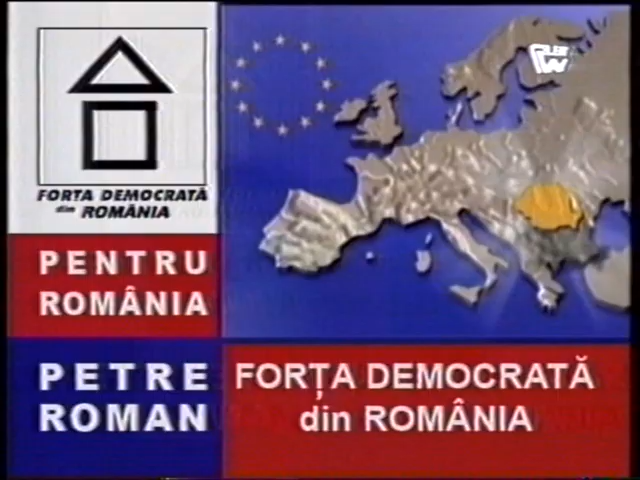 FORȚA DEMOCRATĂ
din ROMÂNIA
PENTRU
ROMÂNIA
PETRE
ROMAN
FORȚA DEMOCRATĂ
din ROMÂNIA